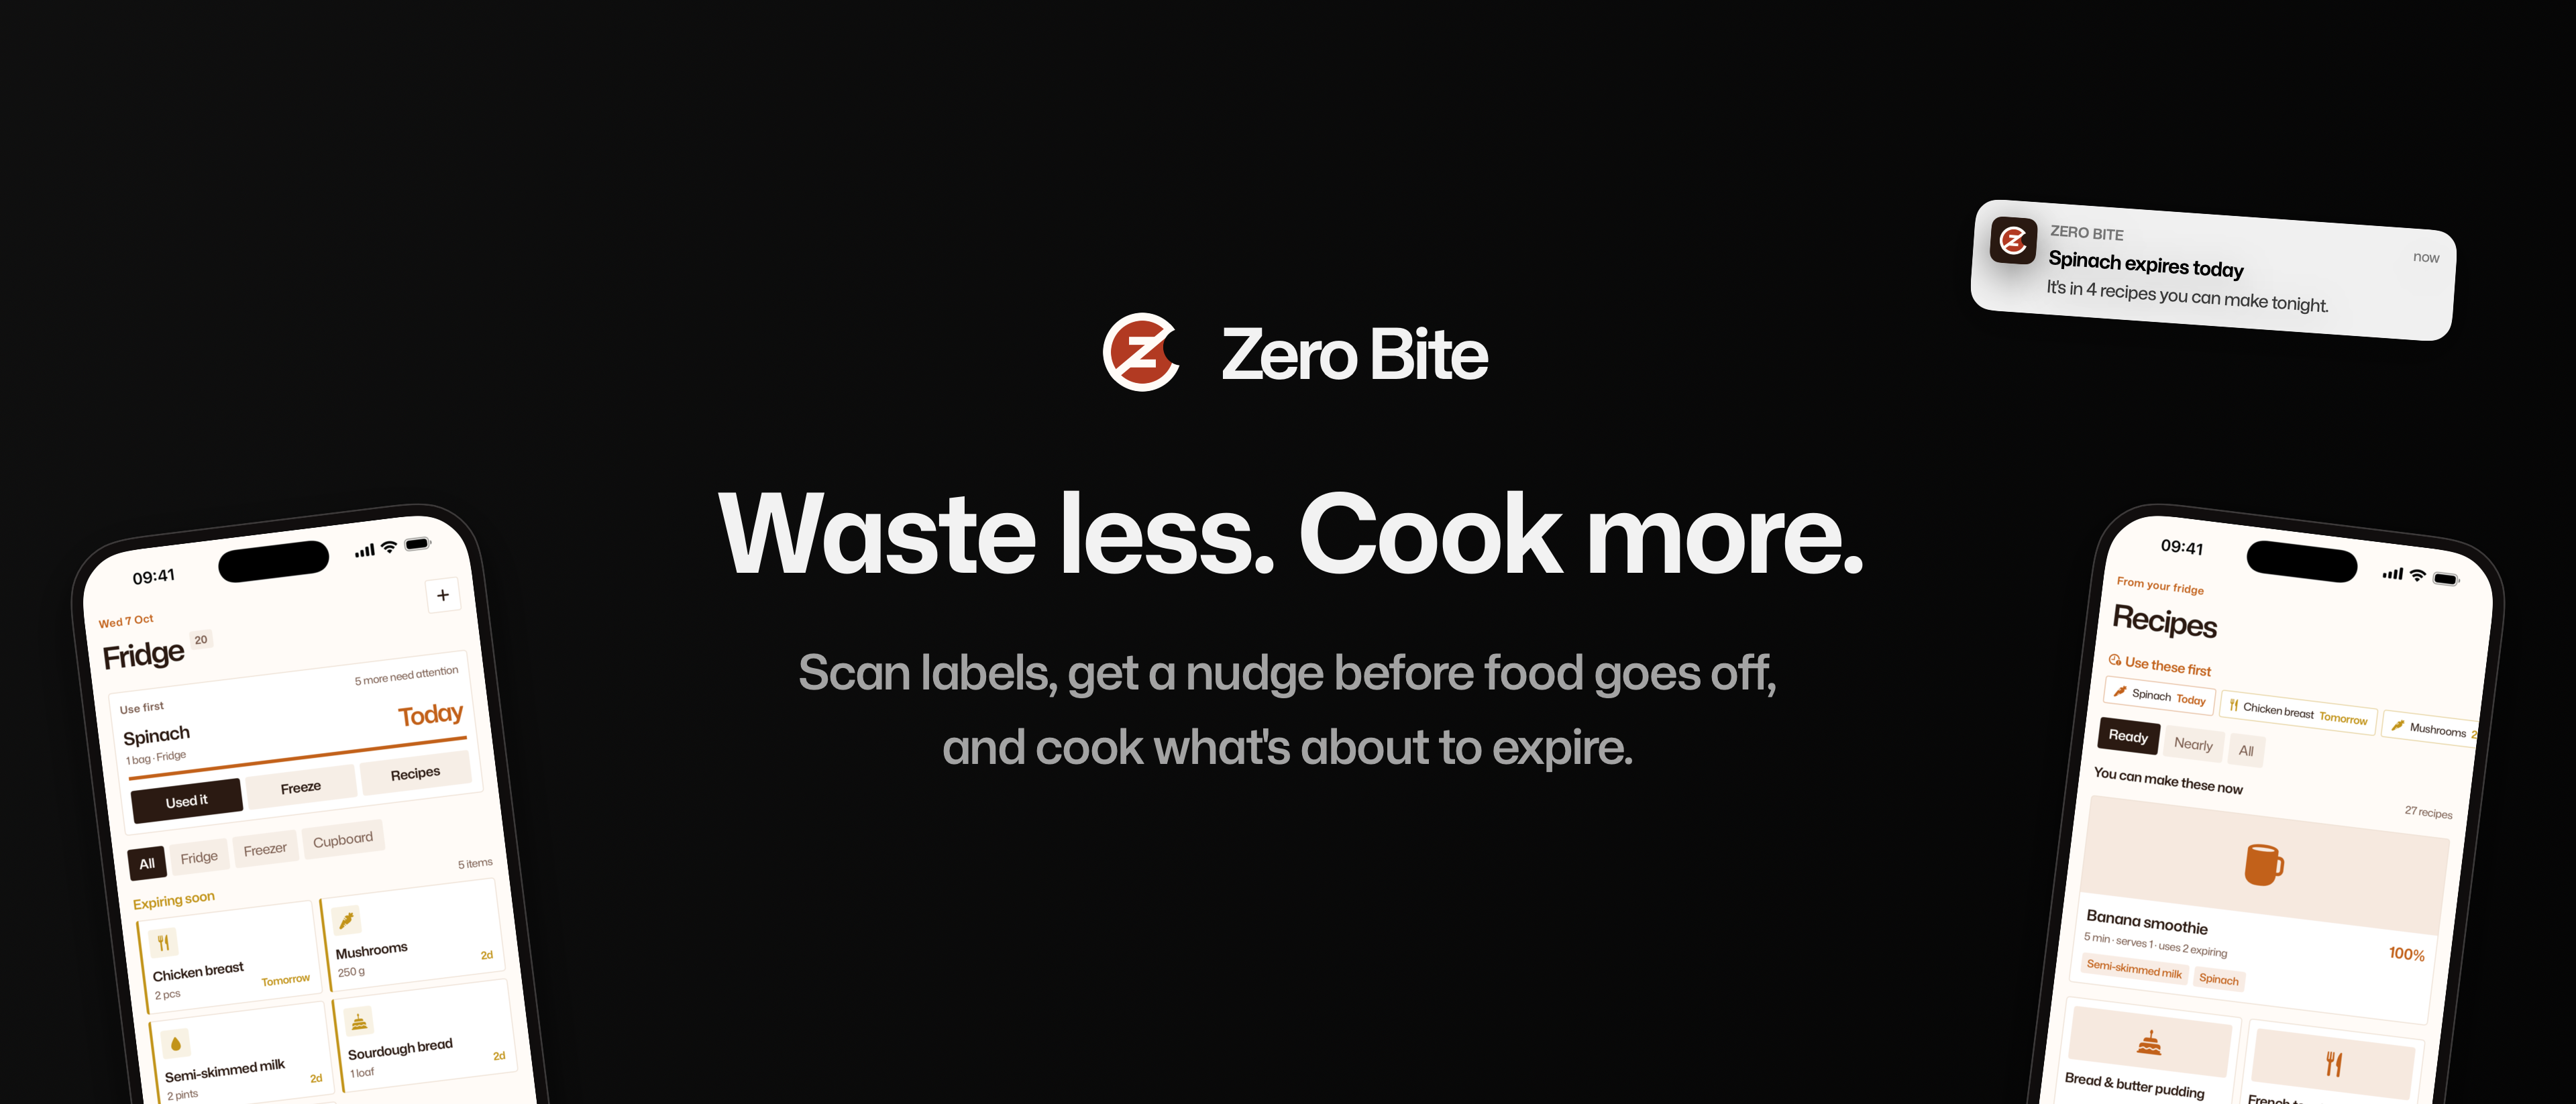 Zero Bite
Waste less. Cook more.
Scan labels, get a nudge before food goes off,
and cook what's about to expire.
ZERO BITE
now
Spinach expires today
It's in 4 recipes you can make tonight.
09:41
Wed 7 Oct
Fridge 20
Use first
5 more need attention
Spinach
Today
1 bag · Fridge
Used it
Freeze
Recipes
All
Fridge
Freezer
Cupboard
Expiring soon
5 items
Chicken breast
2 pcs
Tomorrow
Mushrooms
250 g
2d
Semi-skimmed milk
2 pints
2d
Sourdough bread
1 loaf
2d
09:41
From your fridge
Recipes
Use these first
Spinach Today
Chicken breast Tomorrow
Mushrooms
Ready
Nearly
All
You can make these now
27 recipes
Banana smoothie
5 min · serves 1 · uses 2 expiring
100%
Semi-skimmed milk
Spinach
Bread & butter pudding
French